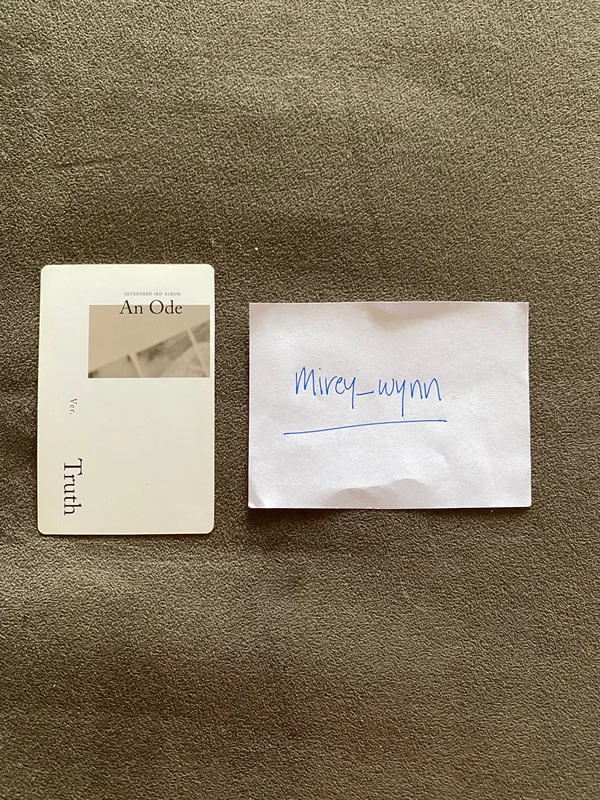 SEVENTEEN 3RD ALBUM
An Ode
Ver.
Truth
mirey_wynn